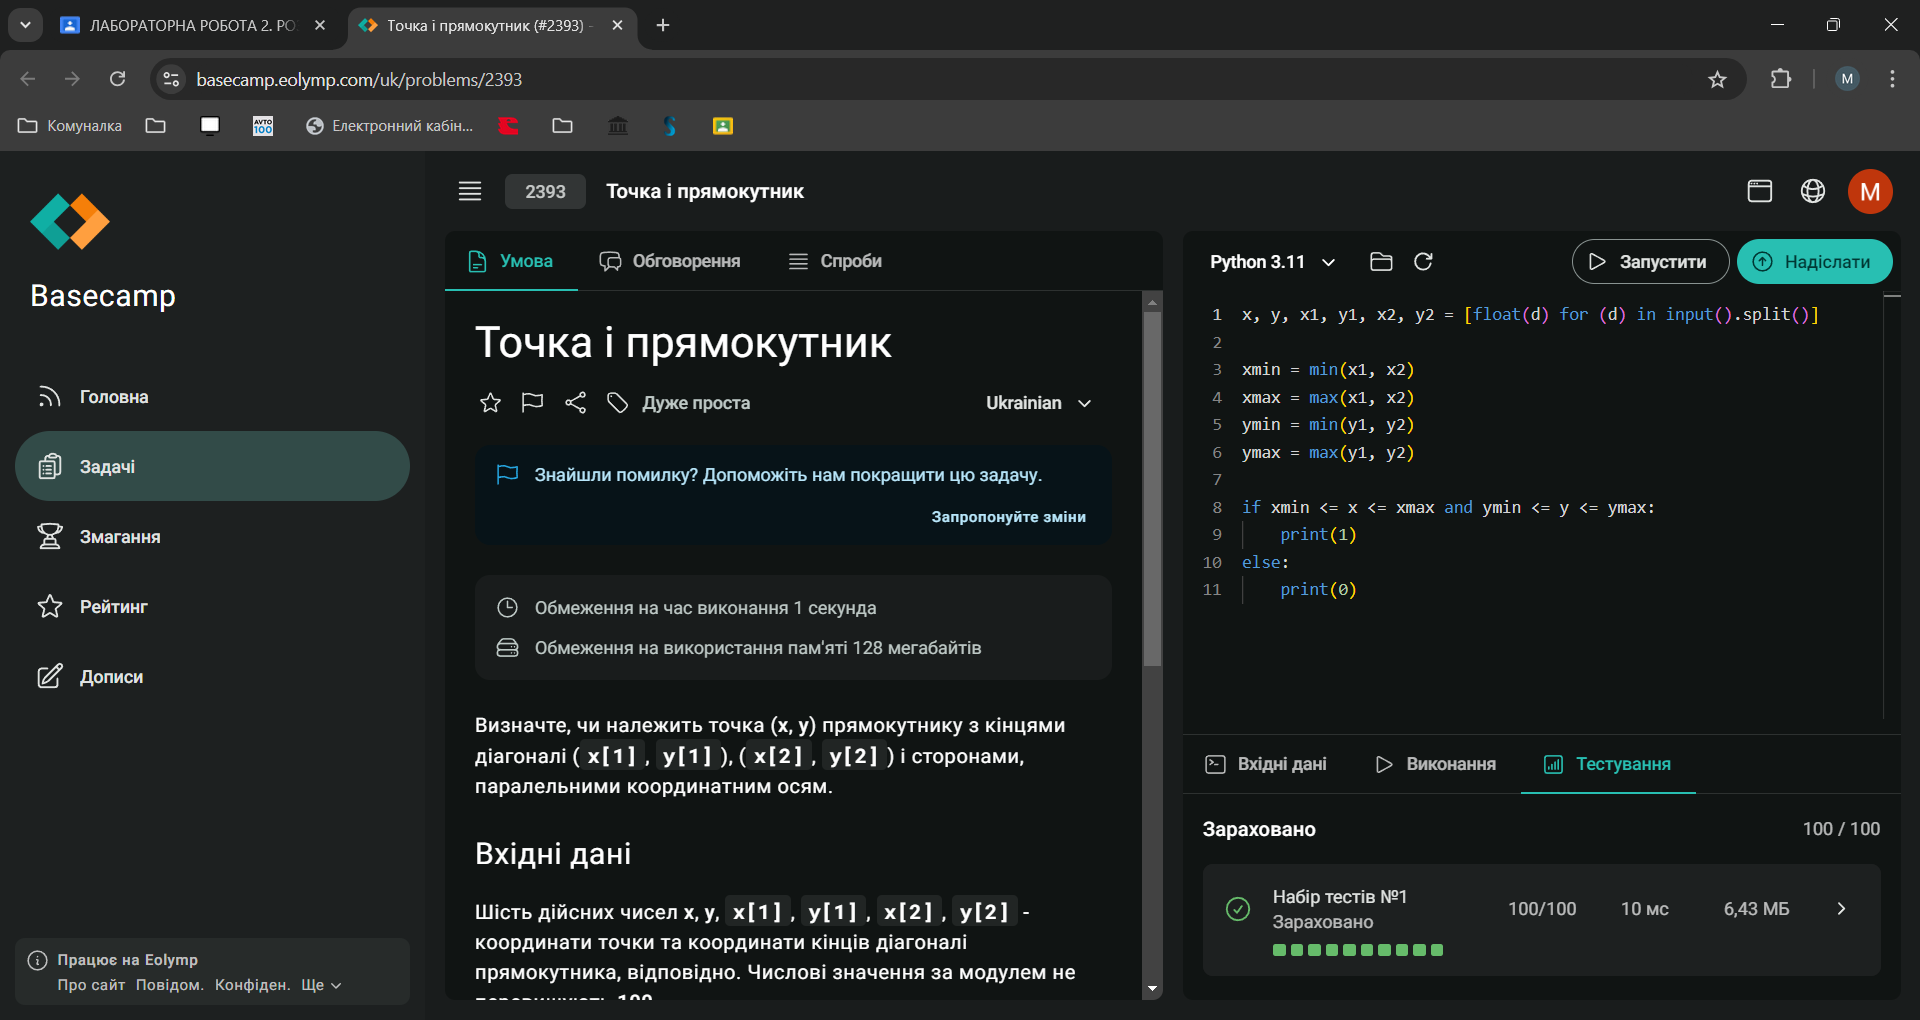 ЛАБОРАТОРНА РОБОТА 2. РО
Точка і прямокутник (#2393) -
basecamp.eolymp.com/uk/problems/2393
M
Комуналка
AVTO
100
Електронний кабін...
Basecamp
Головна
Задачі
Змагання
Рейтинг
Дописи
Працює на Eolymp
Про сайт Повідом. Конфіден. Ще
2393
Точка і прямокутник
M
Умова
Обговорення
Спроби
Точка і прямокутник
Дуже проста
Ukrainian
Знайшли помилку? Допоможіть нам покращити цю задачу.
Запропонуйте зміни
Обмеження на час виконання 1 секунда
Обмеження на використання пам'яті 128 мегабайтів
Визначте, чи належить точка (x, y) прямокутнику з кінцями
діагоналі ( x[1] , y[1] ), ( x[2] , y[2] ) і сторонами,
паралельними координатним осям.
Вхідні дані
Шість дійсних чисел x, y, x[1] , y[1] , x[2] , y[2] -
координати точки та координати кінців діагоналі
прямокутника, відповідно. Числові значення за модулем не
перевищують 100
Python 3.11
Запустити
Надіслати
1 x, y, x1, y1, x2, y2 = [float(d) for (d) in input().split()]
2
3 xmin = min(x1, x2)
4 xmax = max(x1, x2)
5 ymin = min(y1, y2)
6 ymax = max(y1, y2)
7
8 if xmin <= x <= xmax and ymin <= y <= ymax:
9 print(1)
10 else:
11 print(0)
Вхідні дані
Виконання
Тестування
Зараховано
100 / 100
Набір тестів №1
Зараховано
100/100
10 мс
6,43 МБ